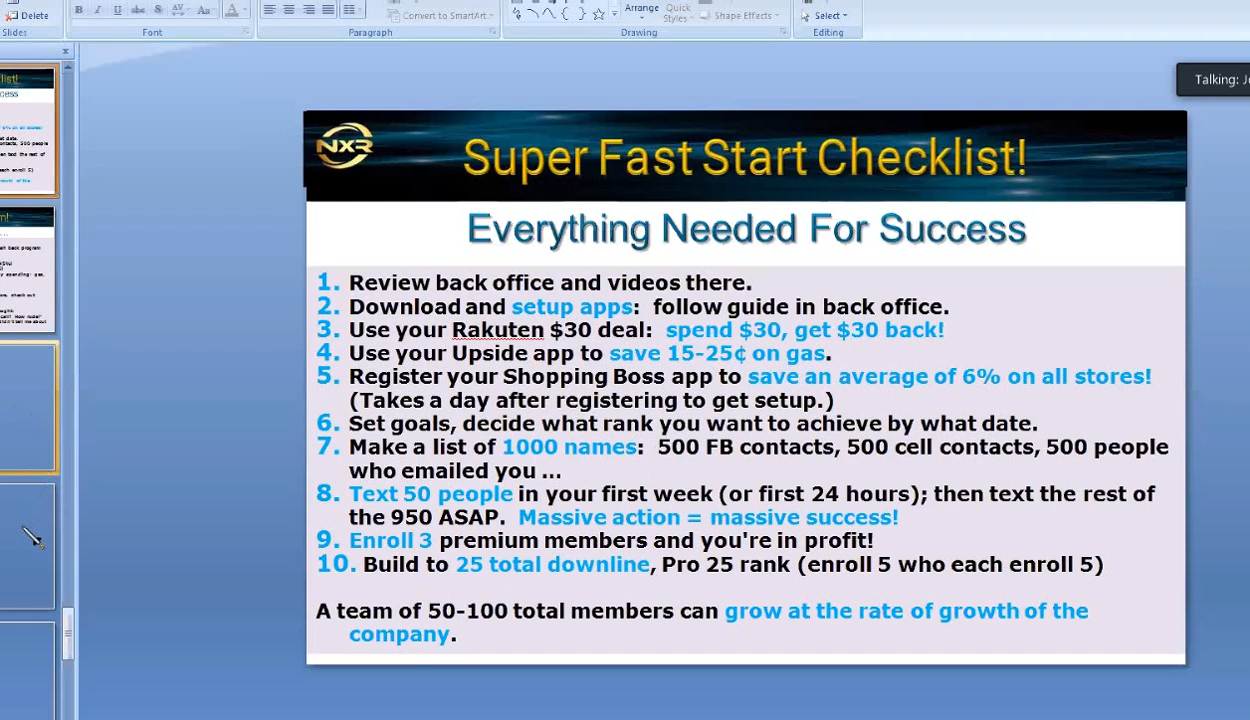 Delete
B I U abc S AV Aa A
Convert to SmartArt
Arrange
Quick
Styles
Shape Effects
Select
Slides
Font
Paragraph
Drawing
Editing
Talking: J
NXR
Super Fast Start Checklist!
Everything Needed For Success
1. Review back office and videos there.
2. Download and setup apps: follow guide in back office.
3. Use your Rakuten $30 deal: spend $30, get $30 back!
4. Use your Upside app to save 15-25¢ on gas.
5. Register your Shopping Boss app to save an average of 6% on all stores!
(Takes a day after registering to get setup.)
6. Set goals, decide what rank you want to achieve by what date.
7. Make a list of 1000 names: 500 FB contacts, 500 cell contacts, 500 people
who emailed you ...
8. Text 50 people in your first week (or first 24 hours); then text the rest of
the 950 ASAP. Massive action = massive success!
9. Enroll 3 premium members and you're in profit!
10. Build to 25 total downline, Pro 25 rank (enroll 5 who each enroll 5)
A team of 50-100 total members can grow at the rate of growth of the
company.